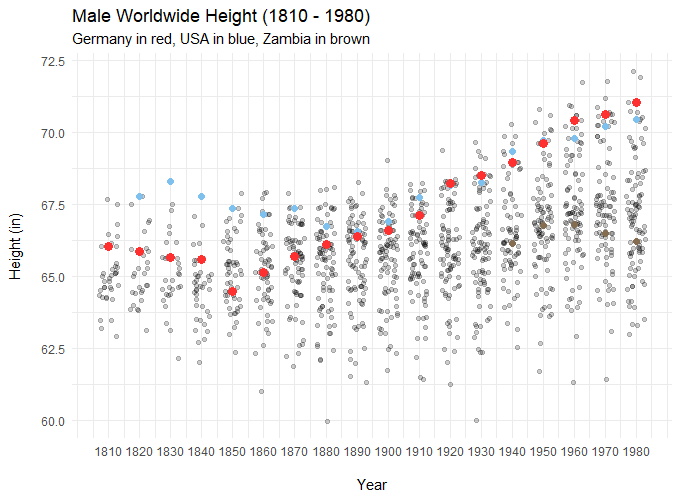 Male Worldwide Height (1810 - 1980)
Germany in red, USA in blue, Zambia in brown
72.5
70.0
67.5
65.0
62.5
60.0
Height (in)
1810 1820 1830 1840 1850 1860 1870 1880 1890 1900 1910 1920 1930 1940 1950 1960 1970 1980
Year